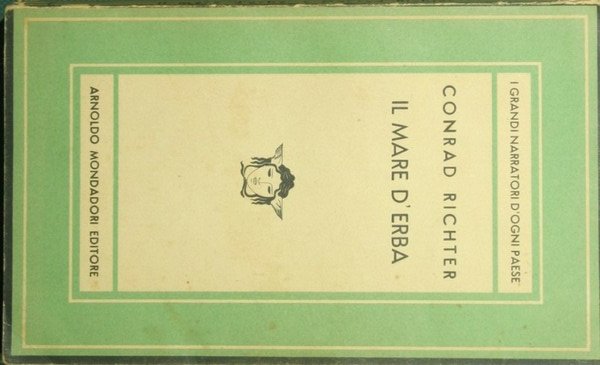 I GRANDI NARRATORI D'OGNI PAESE
CONRAD RICHTER
IL MARE D'ERBA
ARNOLDO MONDADORI EDITORE